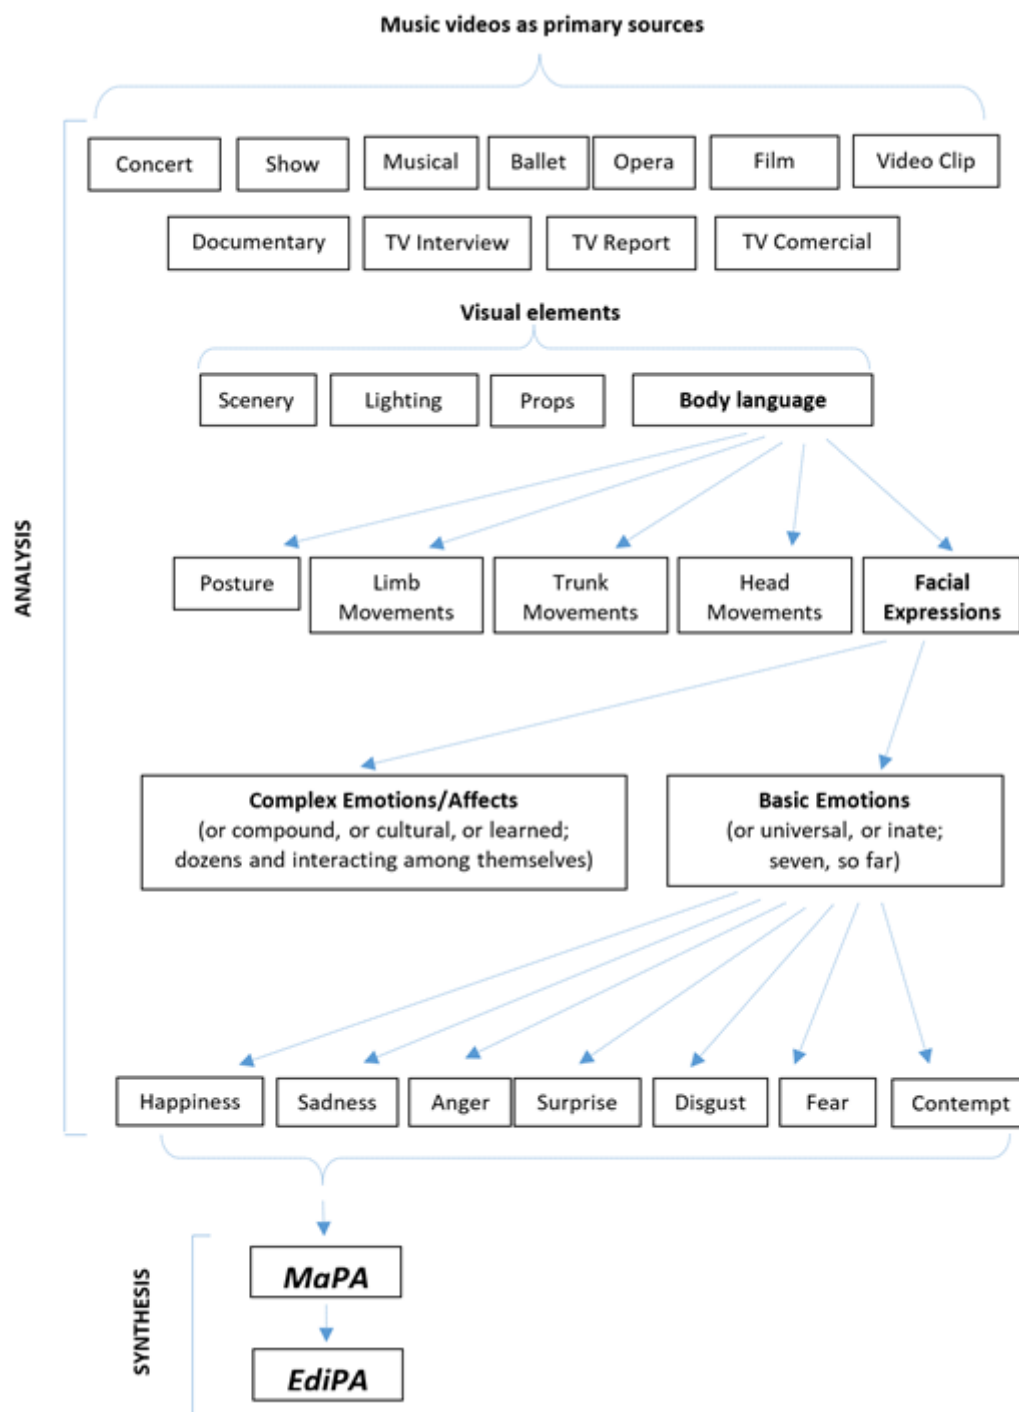 Music videos as primary sources
Concert
Show
Musical
Ballet
Opera
Film
Video Clip
Documentary
TV Interview
TV Report
TV Comercial
Visual elements
Scenery
Lighting
Props
Body language
ANALYSIS
Posture
Limb
Movements
Trunk
Movements
Head
Movements
Facial
Expressions
Complex Emotions/Affects
(or compound, or cultural, or learned;
dozens and interacting among themselves)
Basic Emotions
(or universal, or inate;
seven, so far)
Happiness
Sadness
Anger
Surprise
Disgust
Fear
Contempt
SYNTHESIS
MaPA
EdiPA